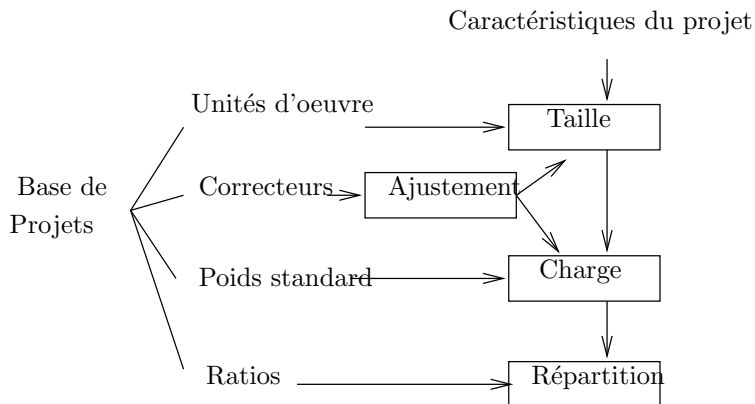 Caractéristiques du projet
Unités d'oeuvre
Taille
Base de
Projets
Correcteurs
Ajustement
Poids standard
Charge
Ratios
Répartition